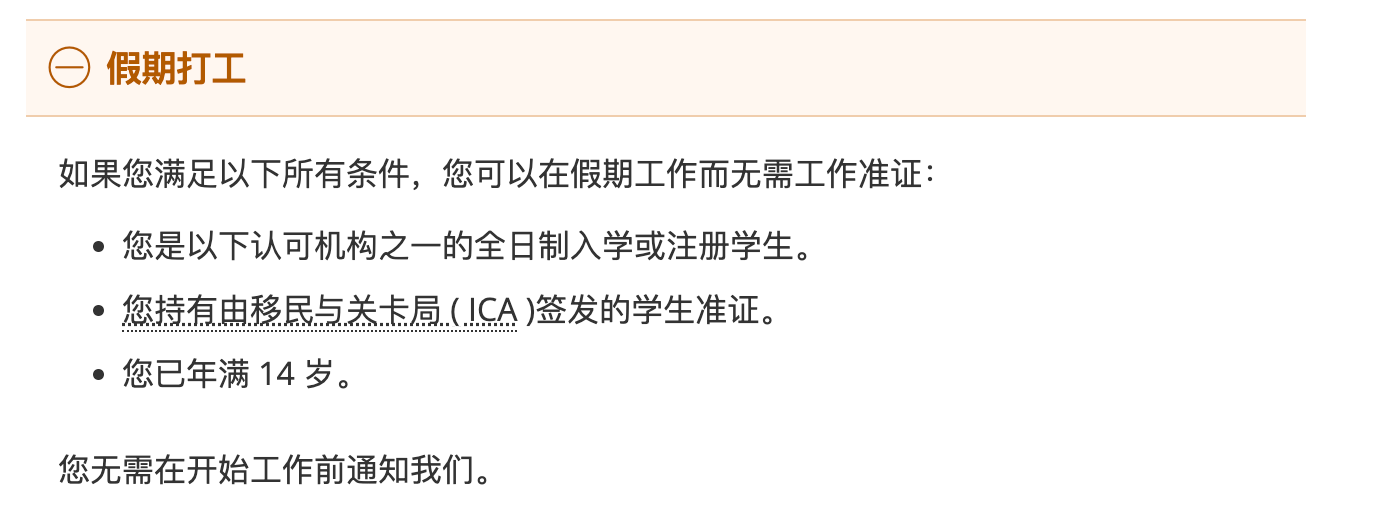 假期打工
如果您满足以下所有条件，您可以在假期工作而无需工作准证：
您是以下认可机构之一的全日制入学或注册学生。
您持有由移民与关卡局 ( ICA )签发的学生准证。
您已年满 14 岁。
您无需在开始工作前通知我们。